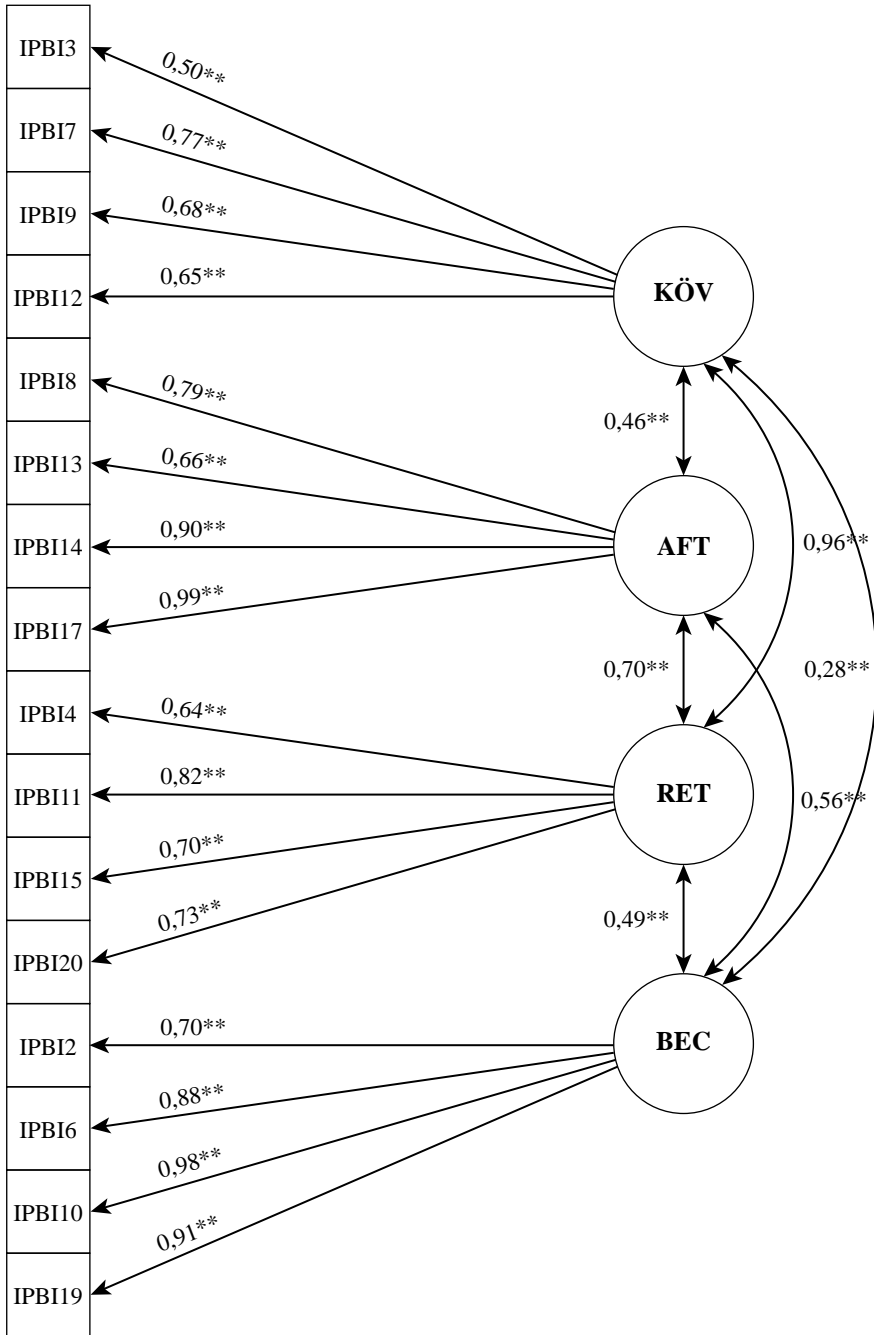 IPBI3
0,50**
IPBI7
0,77**
IPBI9
0,68**
IPBI12
0,65**
KÖV
IPBI8
0,79**
0,46**
IPBI13
0,66**
IPBI14
0,90**
AFT
0,96**
IPBI17
0,99**
0,70**
0,28**
IPBI4
0,64**
IPBI11
0,82**
RET
0,56**
IPBI15
0,70**
IPBI20
0,73**
0,49**
IPBI2
0,70**
BEC
IPBI6
0,88**
IPBI10
0,98**
IPBI19
0,91**